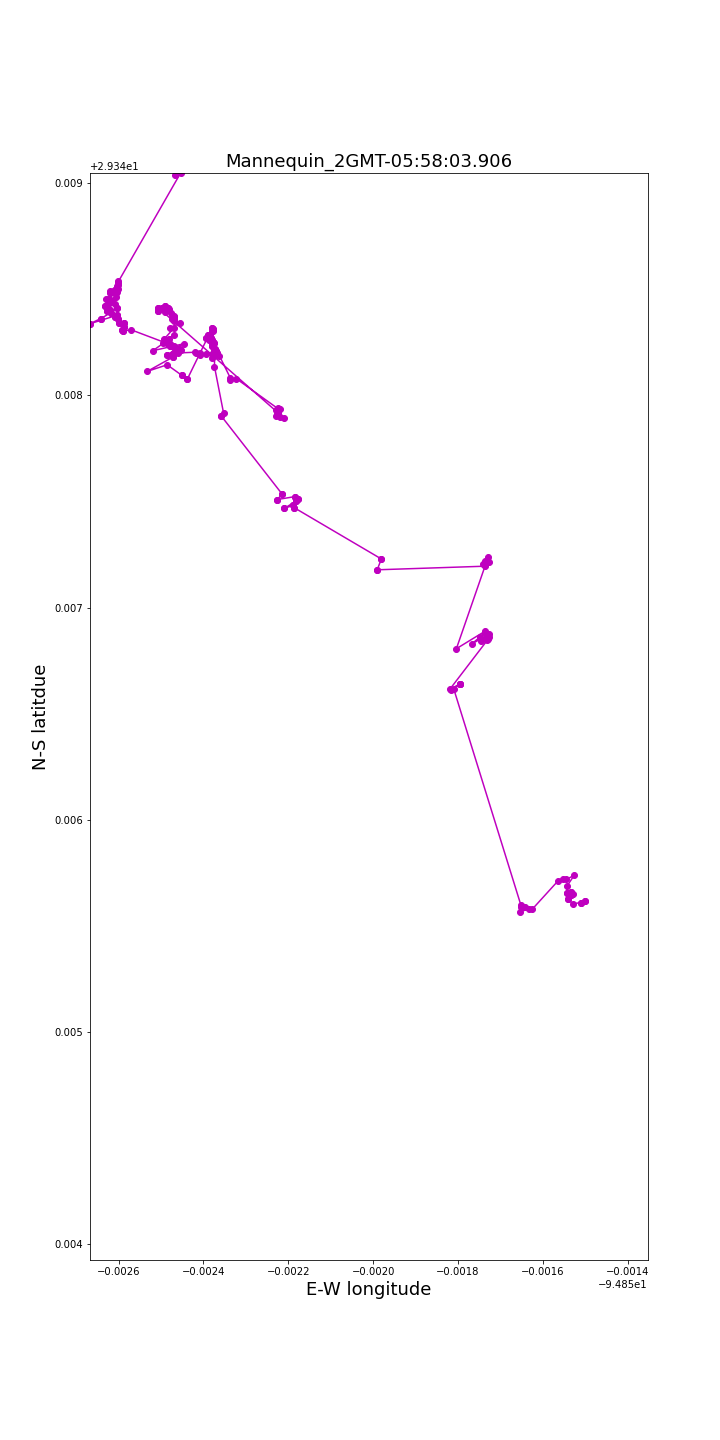 Mannequin_2GMT-05:58:03.906
+2.934e1
0.009
0.008
0.007
0.006
0.005
0.004
N-S latitdue
−0.0026 −0.0024 −0.0022 −0.0020 −0.0018 −0.0016 −0.0014
−9.485e1
E-W longitude